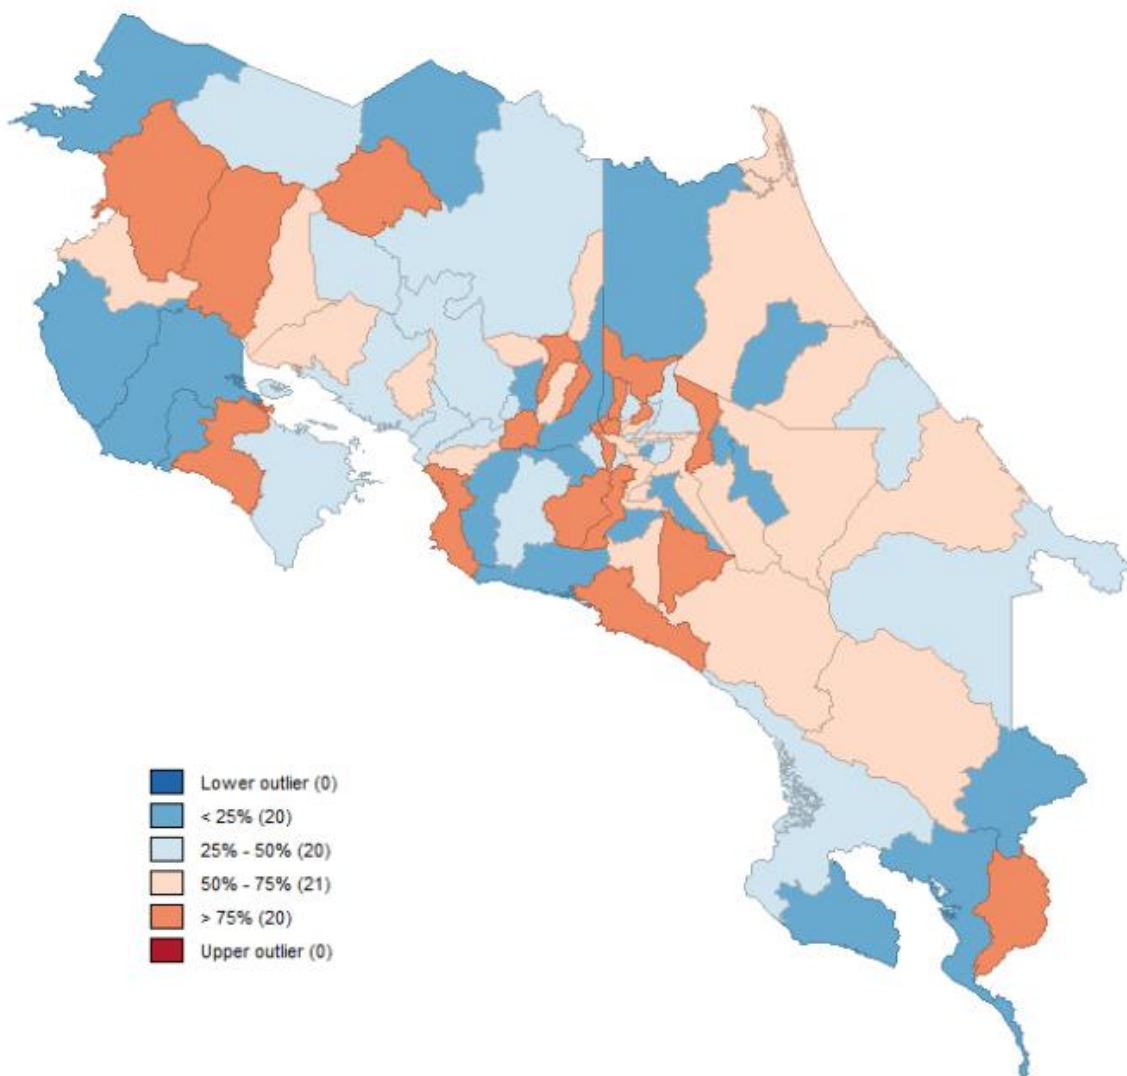 Lower outlier (0)
< 25% (20)
25% - 50% (20)
50% - 75% (21)
> 75% (20)
Upper outlier (0)